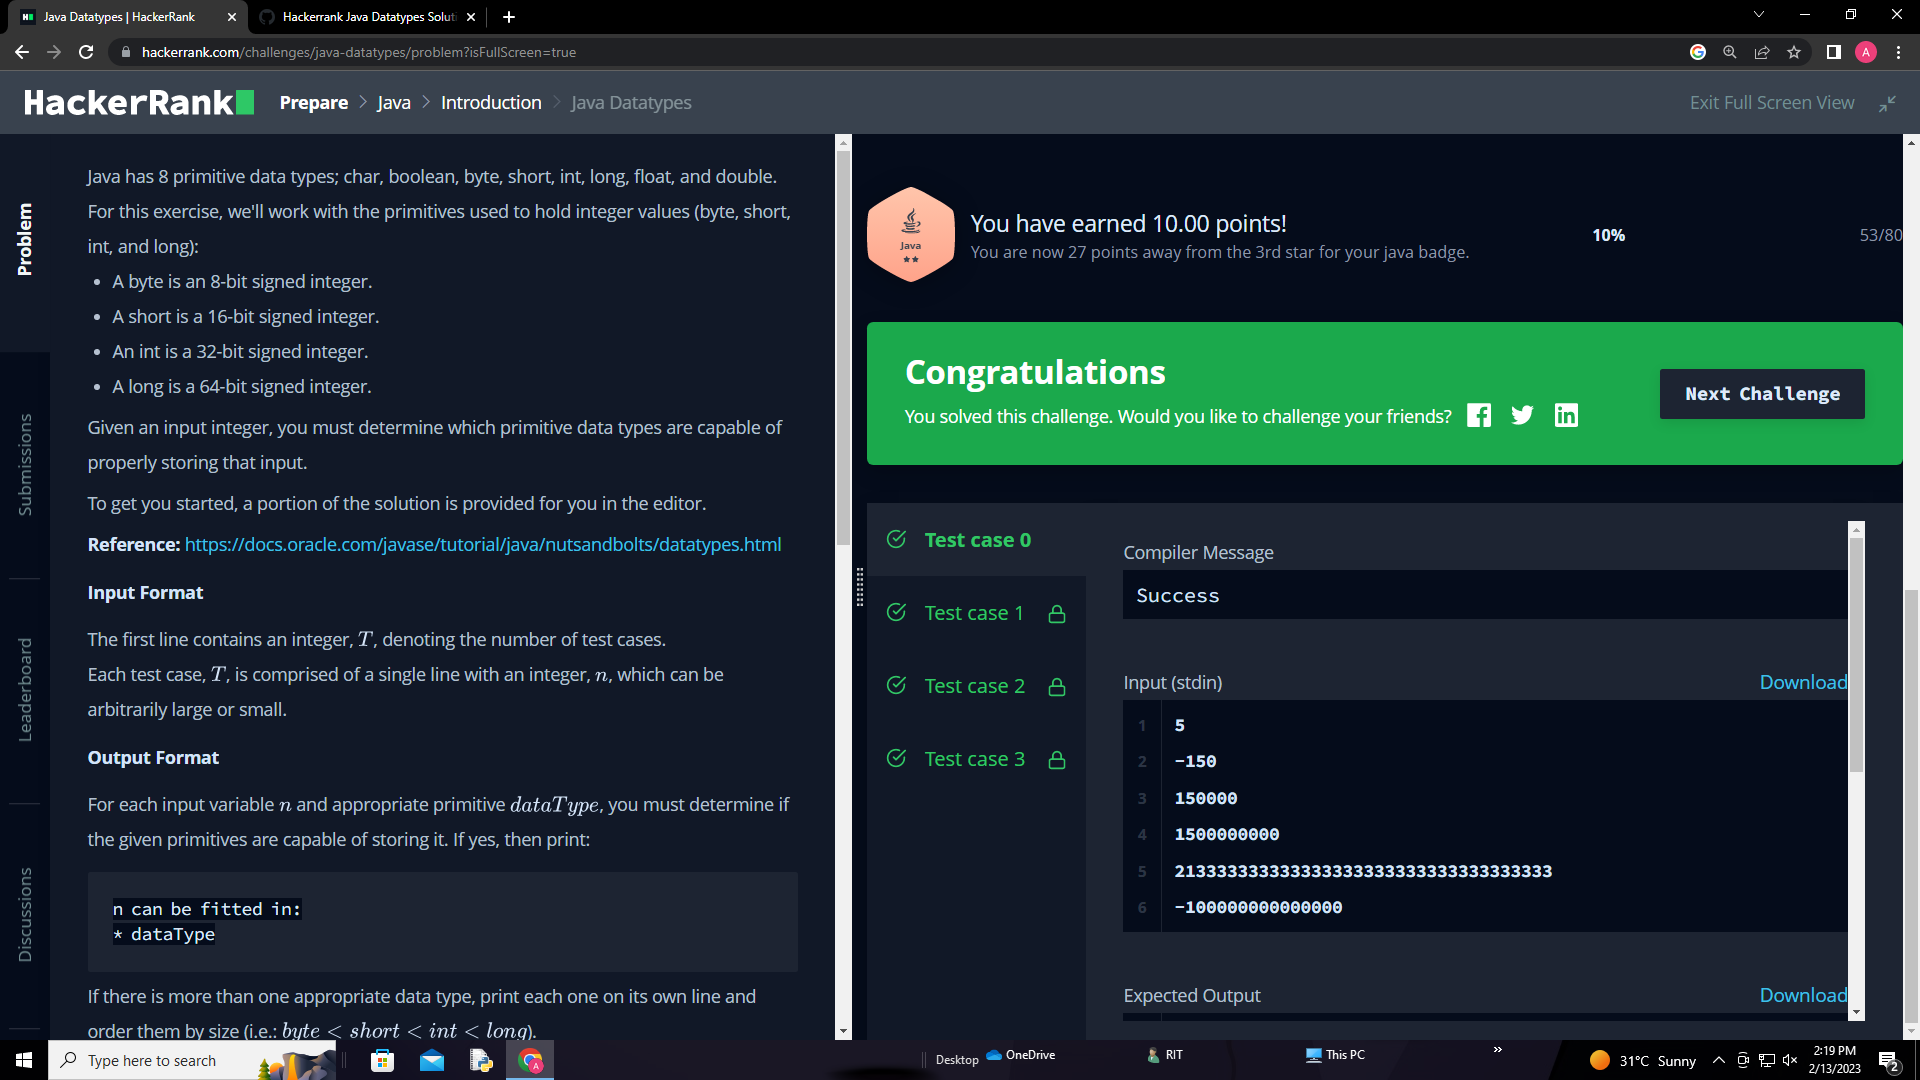 Java Datatypes | HackerRank
Hackerrank Java Datatypes Soluti
hackerrank.com/challenges/java-datatypes/problem?isFullScreen=true
A
HackerRank
Prepare > Java > Introduction > Java Datatypes
Exit Full Screen View
Problem
Submissions
Leaderboard
Discussions
Java has 8 primitive data types; char, boolean, byte, short, int, long, float, and double.
For this exercise, we'll work with the primitives used to hold integer values (byte, short,
int, and long):
• A byte is an 8-bit signed integer.
• A short is a 16-bit signed integer.
• An int is a 32-bit signed integer.
• A long is a 64-bit signed integer.
Given an input integer, you must determine which primitive data types are capable of
properly storing that input.
To get you started, a portion of the solution is provided for you in the editor.
Reference: https://docs.oracle.com/javase/tutorial/java/nutsandbolts/datatypes.html
Input Format
The first line contains an integer, T, denoting the number of test cases.
Each test case, T, is comprised of a single line with an integer, n, which can be
arbitrarily large or small.
Output Format
For each input variable n and appropriate primitive dataType, you must determine if
the given primitives are capable of storing it. If yes, then print:
n can be fitted in:
* dataType
If there is more than one appropriate data type, print each one on its own line and
order them by size (i.e.: byte < short < int < long).
Java
You have earned 10.00 points!
You are now 27 points away from the 3rd star for your java badge.
10%
53/80
Congratulations
You solved this challenge. Would you like to challenge your friends?
Next Challenge
Test case 0
Test case 1
Test case 2
Test case 3
Compiler Message
Success
Input (stdin)
Download
1 5
2 -150
3 150000
4 1500000000
5 213333333333333333333333333333333333
6 -100000000000000
Expected Output
Download
Type here to search
A
Desktop
OneDrive
RIT
This PC
»
31°C Sunny
2:19 PM
2/13/2023
2